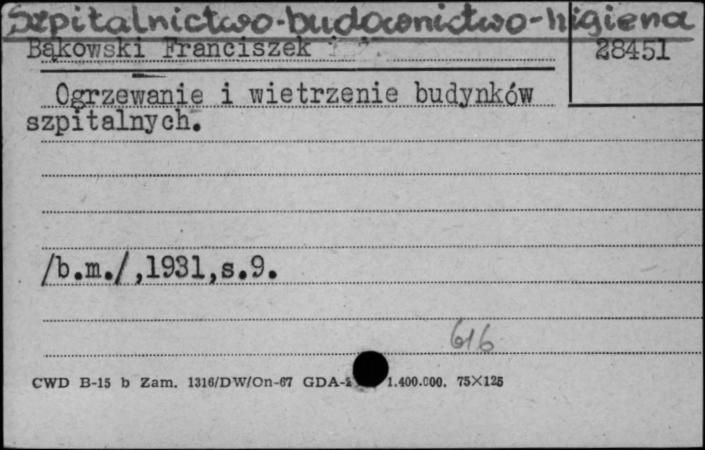 Szpitalnictwo-budownictwo-higiena
Bąkowski Franciszek
28451
Ogrzewanie i wietrzenie budynków
szpitalnych.
/b.m./,1931,s.9.
616
CWD B-15 b Zam. 1316/DW/On-67 GDA-2 1.400.000. 75X125